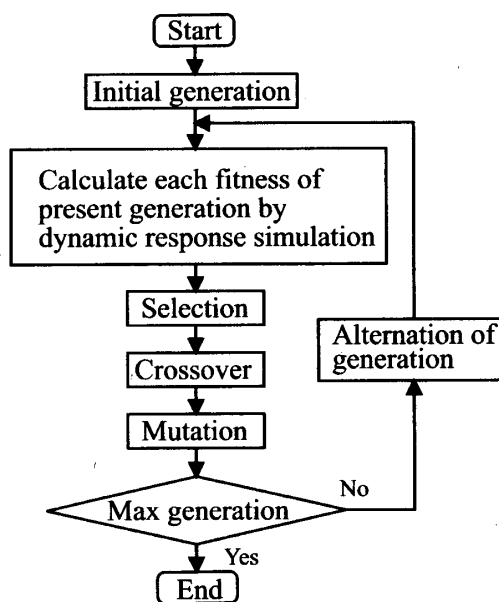 Start
Initial generation
Calculate each fitness of
present generation by
dynamic response simulation
Selection
Alternation of
generation
Crossover
Mutation
No
Max generation
Yes
End